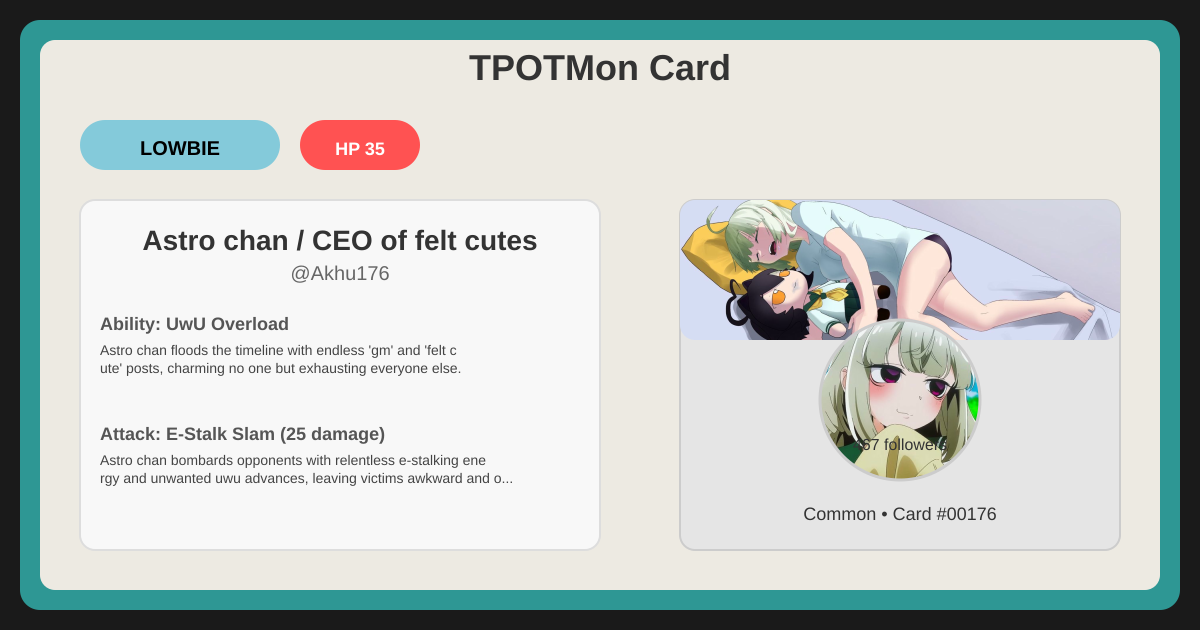 TPOTMon Card
LOWBIE
HP 35
Astro chan / CEO of felt cutes
@Akhu176
Ability: UwU Overload
Astro chan floods the timeline with endless 'gm' and 'felt c
ute' posts, charming no one but exhausting everyone else.
Attack: E-Stalk Slam (25 damage)
Astro chan bombards opponents with relentless e-stalking ene
rgy and unwanted uwu advances, leaving victims awkward and o...
followers
Common • Card #00176